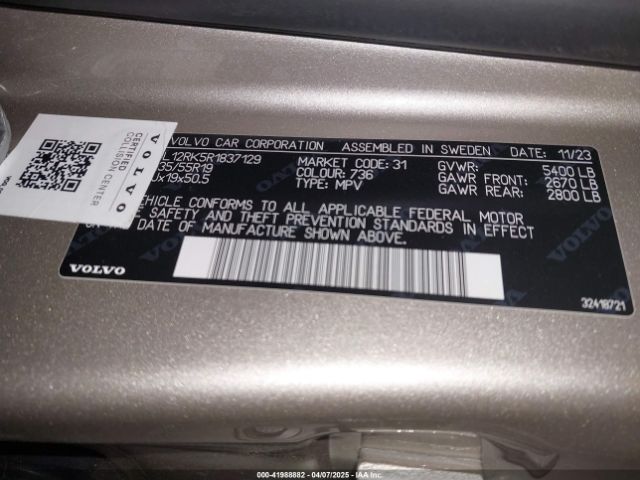 VOLVO CAR CORPORATION ASSEMBLED IN SWEDEN DATE: 11/23
L12RK5R1837129 MARKET CODE: 31 GVWR: 5400 LB
35/55R19 COLOUR: 736 GAWR FRONT: 2670 LB
x19x50.5 TYPE: MPV GAWR REAR: 2800 LB
VEHICLE CONFORMS TO ALL APPLICABLE FEDERAL MOTOR
SAFETY AND THEFT PREVENTION STANDARDS IN EFFECT
DATE OF MANUFACTURE SHOWN ABOVE.
VOLVO
32418721
VOLVO
CERTIFIED
COLLISION CENTER
000-41988882 04/07/2025 IAA